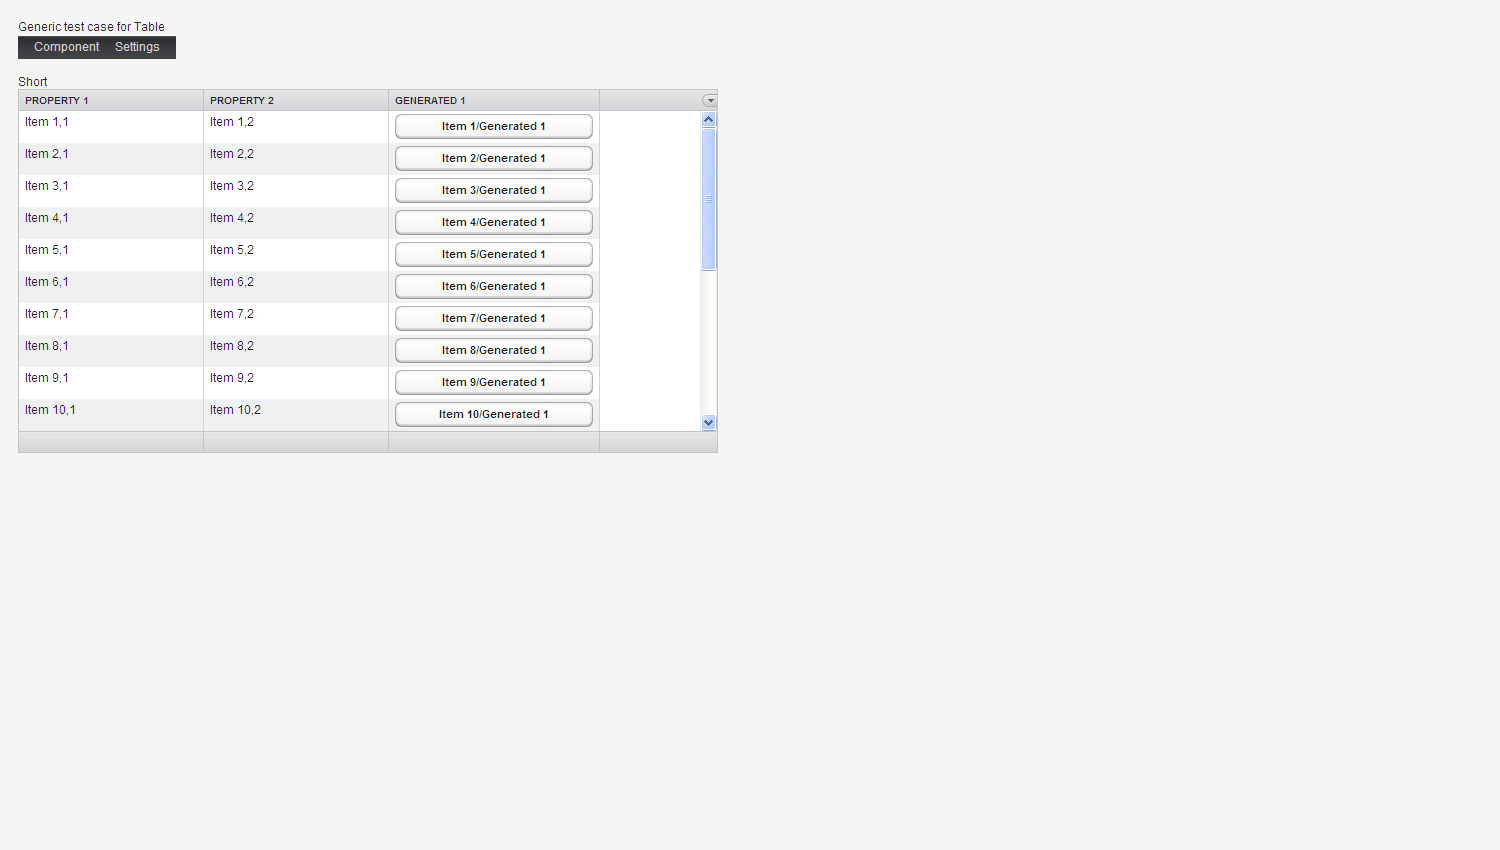 Generic test case for Table
Component Settings
Short
PROPERTY 1 PROPERTY 2 GENERATED 1
Item 1,1 Item 1,2 Item 1/Generated 1
Item 2,1 Item 2,2 Item 2/Generated 1
Item 3,1 Item 3,2 Item 3/Generated 1
Item 4,1 Item 4,2 Item 4/Generated 1
Item 5,1 Item 5,2 Item 5/Generated 1
Item 6,1 Item 6,2 Item 6/Generated 1
Item 7,1 Item 7,2 Item 7/Generated 1
Item 8,1 Item 8,2 Item 8/Generated 1
Item 9,1 Item 9,2 Item 9/Generated 1
Item 10,1 Item 10,2 Item 10/Generated 1